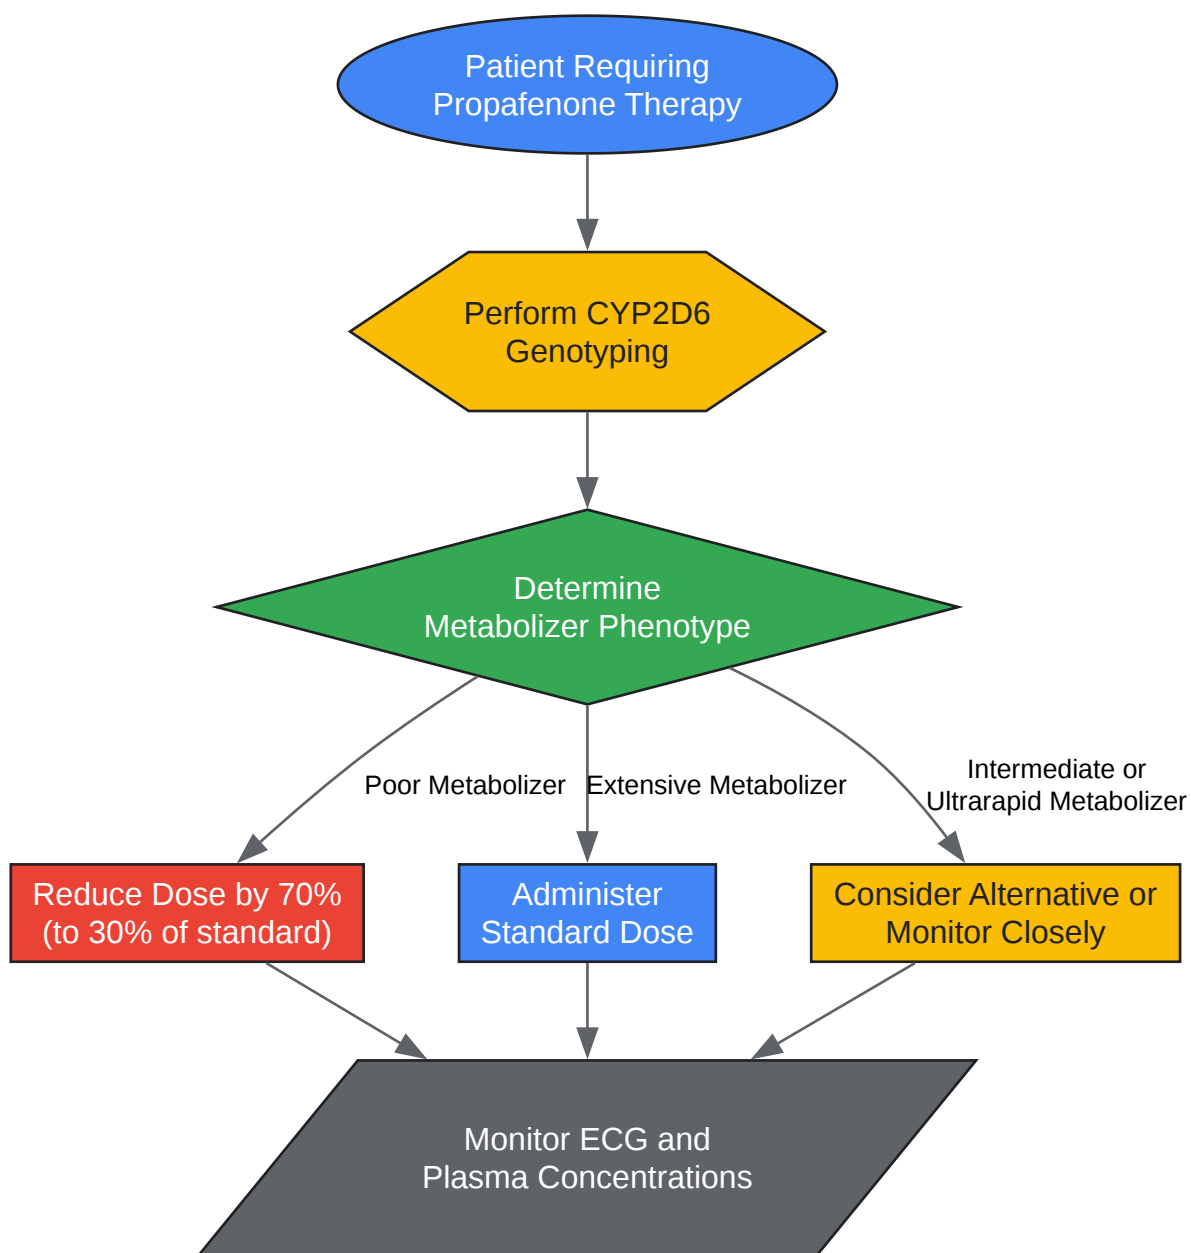 Patient Requiring
Propafenone Therapy
Perform CYP2D6
Genotyping
Determine
Metabolizer Phenotype
Poor Metabolizer
Extensive Metabolizer
Intermediate or
Ultrarapid Metabolizer
Reduce Dose by 70%
(to 30% of standard)
Administer
Standard Dose
Consider Alternative or
Monitor Closely
Monitor ECG and
Plasma Concentrations